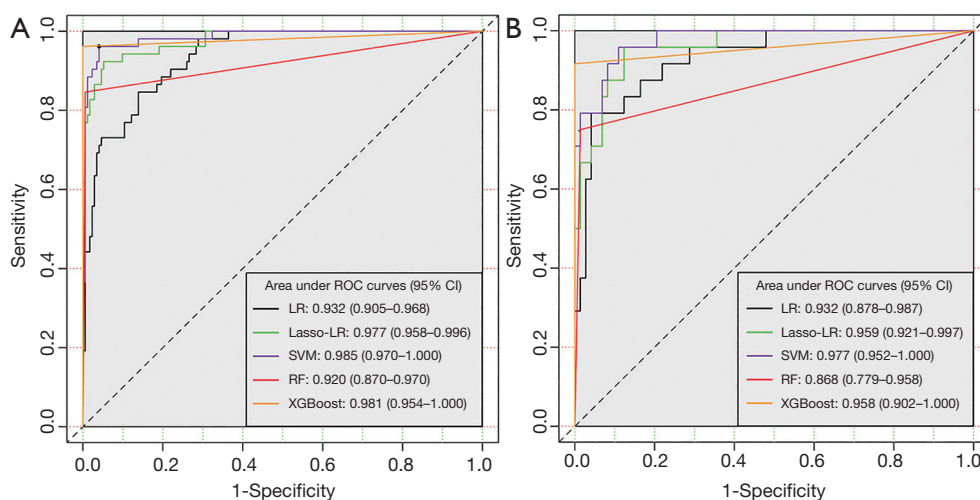 A
1.0
0.8
0.6
0.4
0.2
0.0
Sensitivity
Area under ROC curves (95% CI)
LR: 0.932 (0.905–0.968)
Lasso-LR: 0.977 (0.958–0.996)
SVM: 0.985 (0.970–1.000)
RF: 0.920 (0.870–0.970)
XGBoost: 0.981 (0.954–1.000)
0.0 0.2 0.4 0.6 0.8 1.0
1-Specificity
B
1.0
0.8
0.6
0.4
0.2
0.0
Sensitivity
Area under ROC curves (95% CI)
LR: 0.932 (0.878–0.987)
Lasso-LR: 0.959 (0.921–0.997)
SVM: 0.977 (0.952–1.000)
RF: 0.868 (0.779–0.958)
XGBoost: 0.958 (0.902–1.000)
0.0 0.2 0.4 0.6 0.8 1.0
1-Specificity